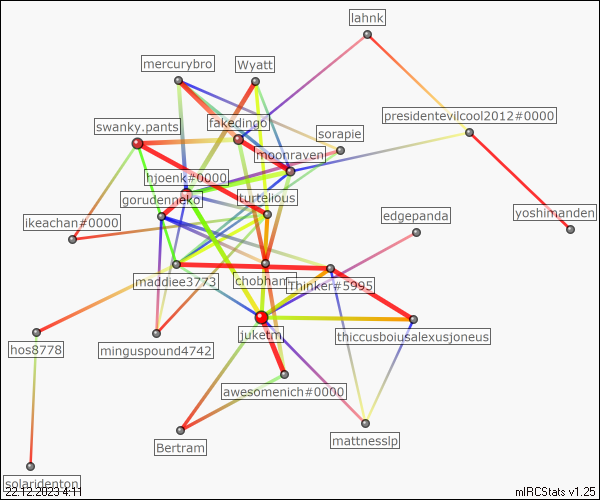 lahnk
mercurybro
Wyatt
presidentevilcool2012#0000
swanky.pants
fakedingo
sorapie
moonraven
hjoenk#0000
gorudenneko
turtelious
yoshimanden
edgepanda
ikeachan#0000
maddiee3773
chobham
Thinker#5995
juketm
thiccusboiusalexusjoneus
hos8778
minguspound4742
awesomenich#0000
Bertram
mattnesslp
solaridenton
22.12.2023 4:11
mIRCStats v1.25